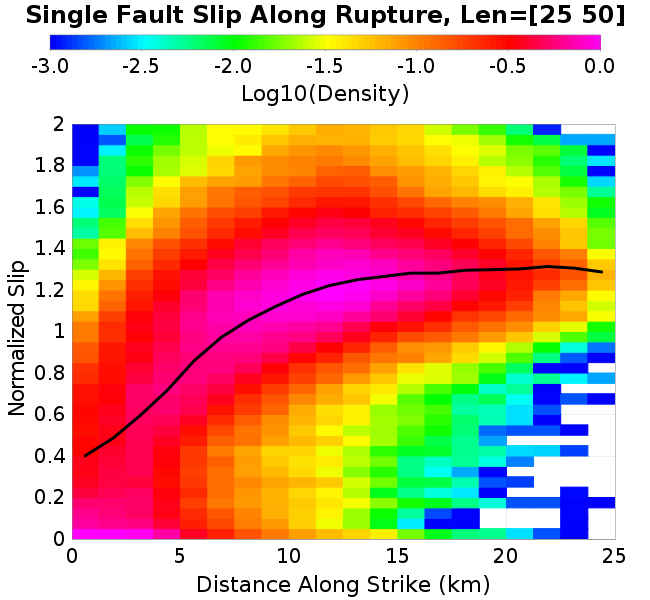 Single Fault Slip Along Rupture, Len=[25 50]
-3.0 -2.5 -2.0 -1.5 -1.0 -0.5 0.0
Log10(Density)
2
1.8
1.6
1.4
1.2
1
0.8
0.6
0.4
0.2
0
Normalized Slip
0 5 10 15 20 25
Distance Along Strike (km)